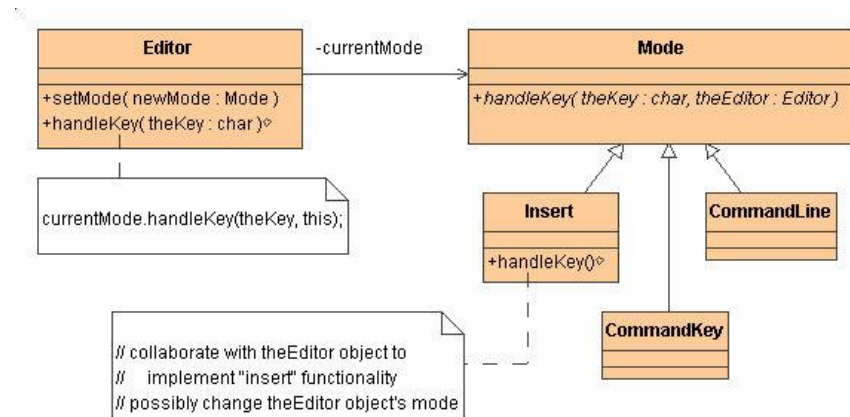 Editor
-currentMode
Mode
+setMode( newMode : Mode )
+handleKey( theKey : char )
+handleKey( theKey : char, theEditor : Editor )
currentMode.handleKey(theKey, this);
Insert
+handleKey()
CommandLine
CommandKey
// collaborate with theEditor object to
// implement "insert" functionality
// possibly change theEditor object's mode